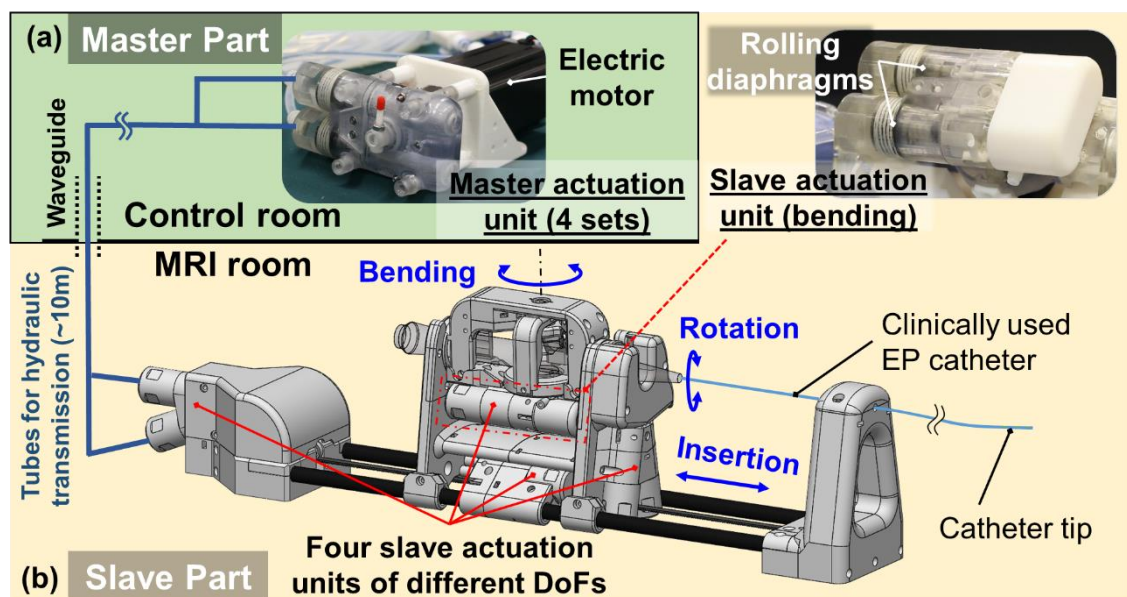 (a) Master Part
Electric
motor
Rolling
diaphragms
Waveguide
Master actuation
unit (4 sets)
Slave actuation
unit (bending)
Control room
MRI room
Tubes for hydraulic
transmission (~10m)
Bending
Rotation
Clinically used
EP catheter
Insertion
Catheter tip
Four slave actuation
units of different DoFs
(b) Slave Part